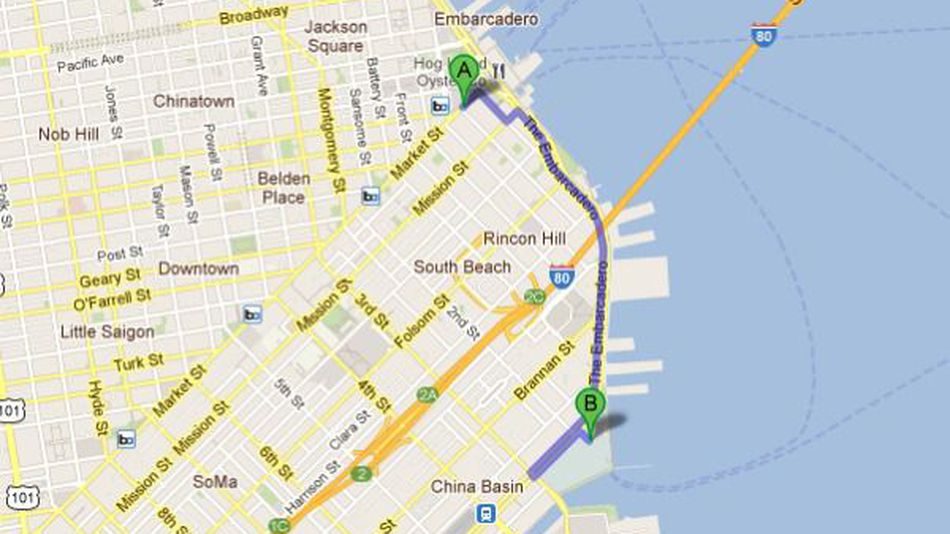 Embarcadero
Broadway
Jackson
Square
80
Pacific Ave
Grant Ave
Hog
Oyste
A
Battery St
Chinatown
Jones St
Sansome St
Front St
Montgomery St
Nob Hill
Powell St
The Embarcadero
Market St
Mission St
Belden
Place
Mason St
Taylor St
Rincon Hill
South Beach
80
Post St
Downtown
Geary St
O'Farrell St
2C
Mission St
3rd St
Folsom St
2nd St
The Embarcadero
Little Saigon
Turk St
Brannan St
Market St
Hyde St
5th St
4th St
2A
B
101
Clara St
Mission St
Mission St
6th St
2
Harrison St
SoMa
China Basin
101
8th St
1C
St